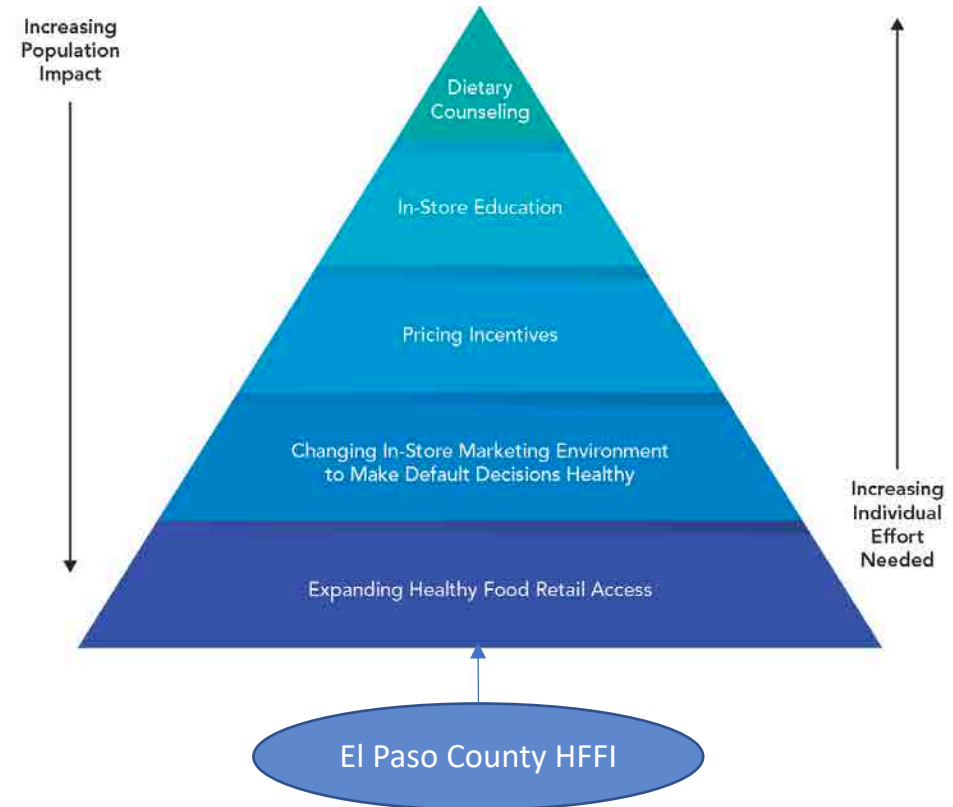 Increasing
Population
Impact
Dietary
Counseling
In-Store Education
Pricing Incentives
Changing In-Store Marketing Environment
to Make Default Decisions Healthy
Increasing
Individual
Effort
Needed
Expanding Healthy Food Retail Access
El Paso County HFFI